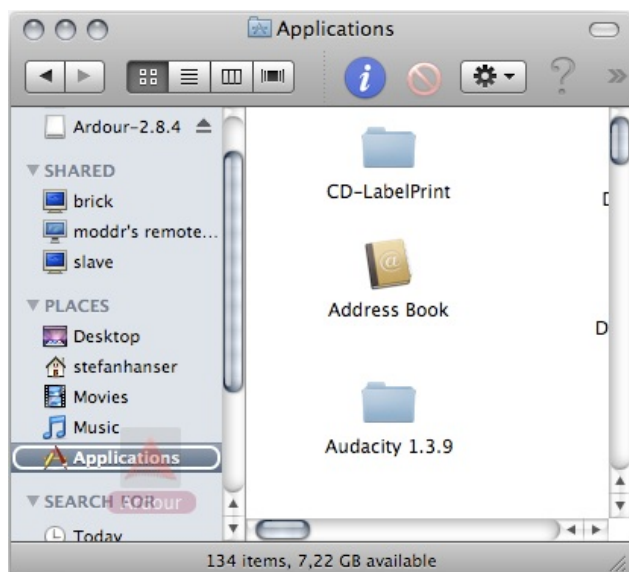 Applications
Ardour-2.8.4
SHARED
brick
moddr's remote...
slave
PLACES
Desktop
stefanhanser
Movies
Music
Applications
SEARCH FOR
Ardour
Today
CD-LabelPrint
Address Book
D
Audacity 1.3.9
134 items, 7,22 GB available